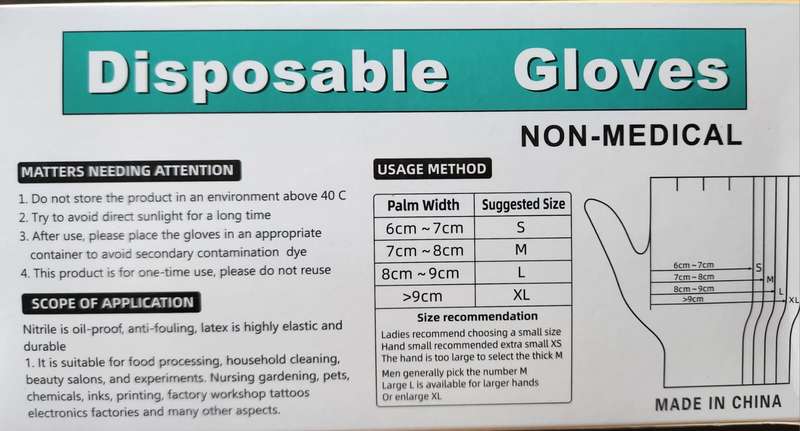 Disposable Gloves
NON-MEDICAL
MATTERS NEEDING ATTENTION
1. Do not store the product in an environment above 40 C
2. Try to avoid direct sunlight for a long time
3. After use, please place the gloves in an appropriate
container to avoid secondary contamination dye
4. This product is for one-time use, please do not reuse
SCOPE OF APPLICATION
Nitrile is oil-proof, anti-fouling, latex is highly elastic and
durable
1. It is suitable for food processing, household cleaning,
beauty salons, and experiments. Nursing gardening, pets,
chemicals, inks, printing, factory workshop tattoos
electronics factories and many other aspects.
USAGE METHOD
Palm Width Suggested Size
6cm ~ 7cm S
7cm ~ 8cm M
8cm ~ 9cm L
>9cm XL
Size recommendation
Ladies recommend choosing a small size
Hand small recommended extra small XS
The hand is too large to select the thick M
Men generally pick the number M
Large L is available for larger hands
Or enlarge XL
6cm ~ 7cm S
7cm ~ 8cm M
8cm ~ 9cm L
>9cm XL
MADE IN CHINA